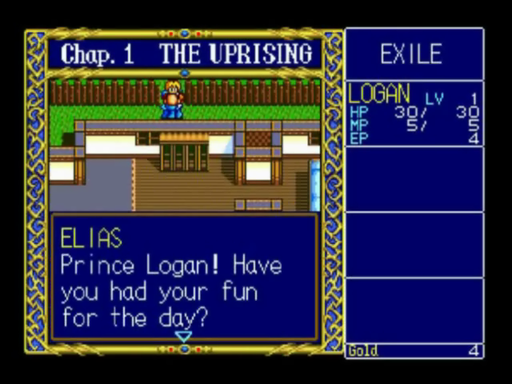 Chap. 1 THE UPRISING
EXILE
LOGAN LV 1
HP 30/ 30
MP 5/ 5
EP 4
ELIAS
Prince Logan! Have
you had your fun
for the day?
Gold 4